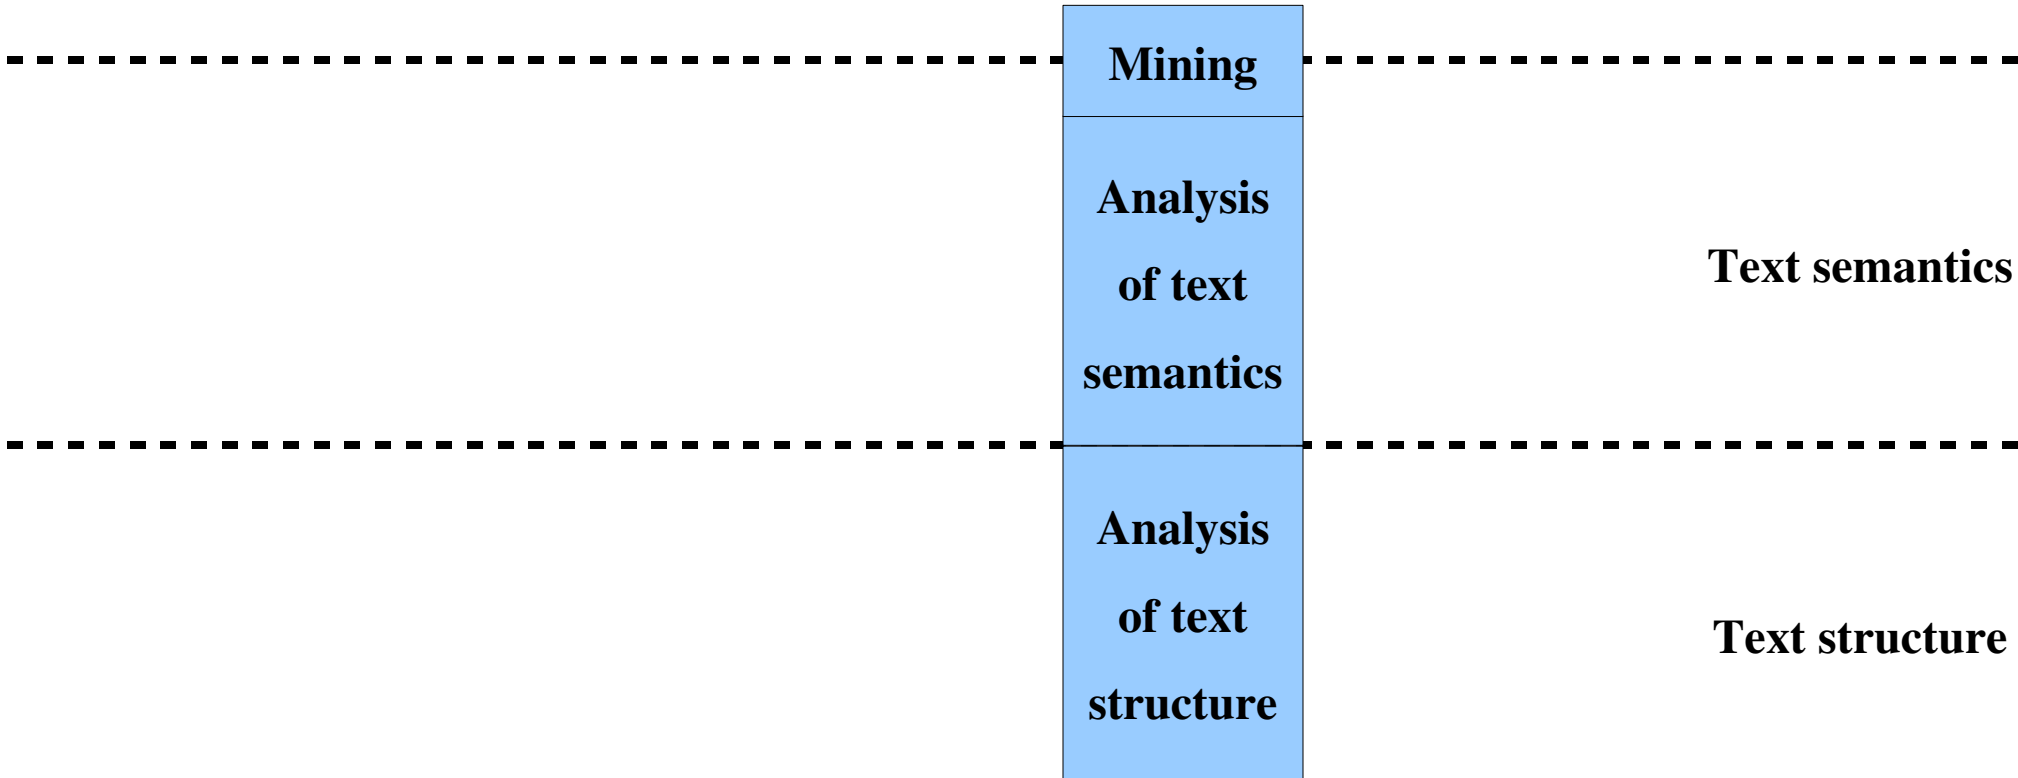 Mining
Analysis
of text
semantics
Text semantics
Analysis
of text
structure
Text structure